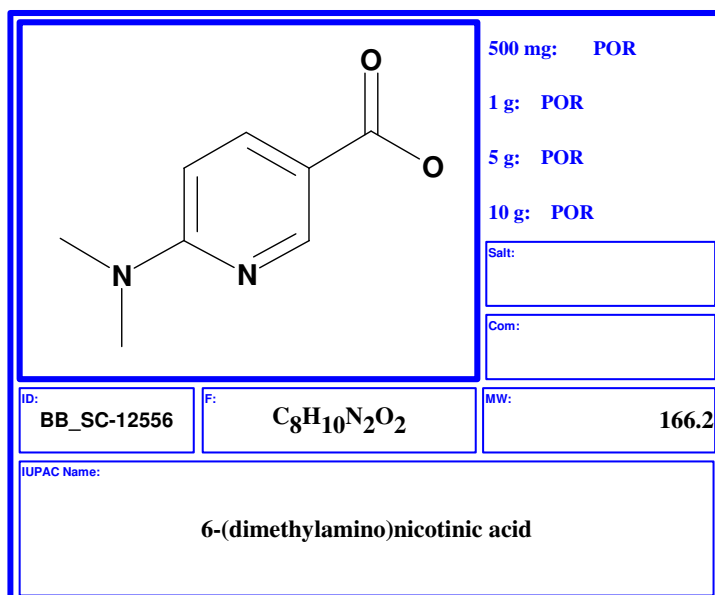 O
O
N
N
500 mg: POR
1 g: POR
5 g: POR
10 g: POR
Salt:
Com:
ID:
BB_SC-12556
F:
C8H10N2O2
MW:
166.2
IUPAC Name:
6-(dimethylamino)nicotinic acid